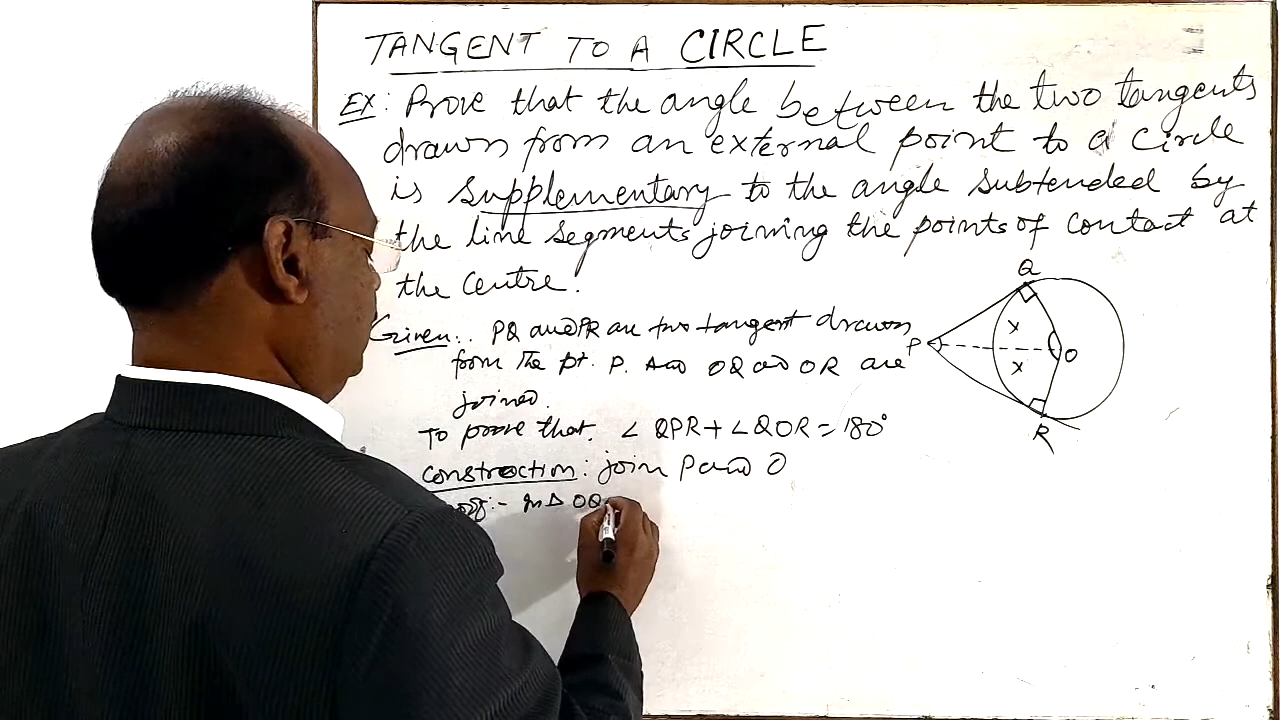 TANGENT TO A CIRCLE
EX: Prove that the angle between the two tangents
drawn from an external point to a circle
is supplementary to the angle subtended by
the line segments joining the points of contact at
the centre.
Given:. PQ and PR are two tangent drawn
from the pt. P. And OQ and OR are
joined.
To prove that. ∠QPR+∠QOR=180°
Construction: join P and O
:- In Δ OQ
Q
P
x
x
O
R